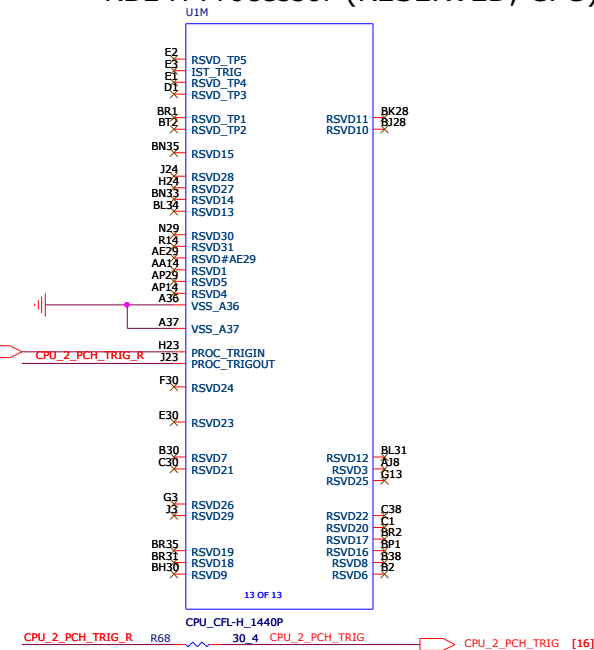 U1M
E2 RSVD_TP5
E3 IST_TRIG
E1 RSVD_TP4
D1 RSVD_TP3
BR1 RSVD_TP1 RSVD11 BK28
BT2 RSVD_TP2 RSVD10 BJ28
BN35 RSVD15
J24 RSVD28
H24 RSVD27
BN33 RSVD14
BL34 RSVD13
N29 RSVD30
R14 RSVD31
AE29 RSVD#AE29
AA14 RSVD1
AP29 RSVD5
AP14 RSVD4
A36 VSS_A36
A37 VSS_A37
H23 PROC_TRIGIN
CPU_2_PCH_TRIG_R J23 PROC_TRIGOUT
F30 RSVD24
E30 RSVD23
B30 RSVD7 RSVD12 BL31
C30 RSVD21 RSVD3 AJ8
RSVD25 G13
G3 RSVD26
J3 RSVD29 RSVD22 C38
RSVD20 C1
RSVD17 BR2
BR35 RSVD19 RSVD16 BP1
BR31 RSVD18 RSVD8 B38
BH30 RSVD9 RSVD6 B2
13 OF 13
CPU_CFL-H_1440P
CPU_2_PCH_TRIG_R R68 30_4 CPU_2_PCH_TRIG CPU_2_PCH_TRIG [16]